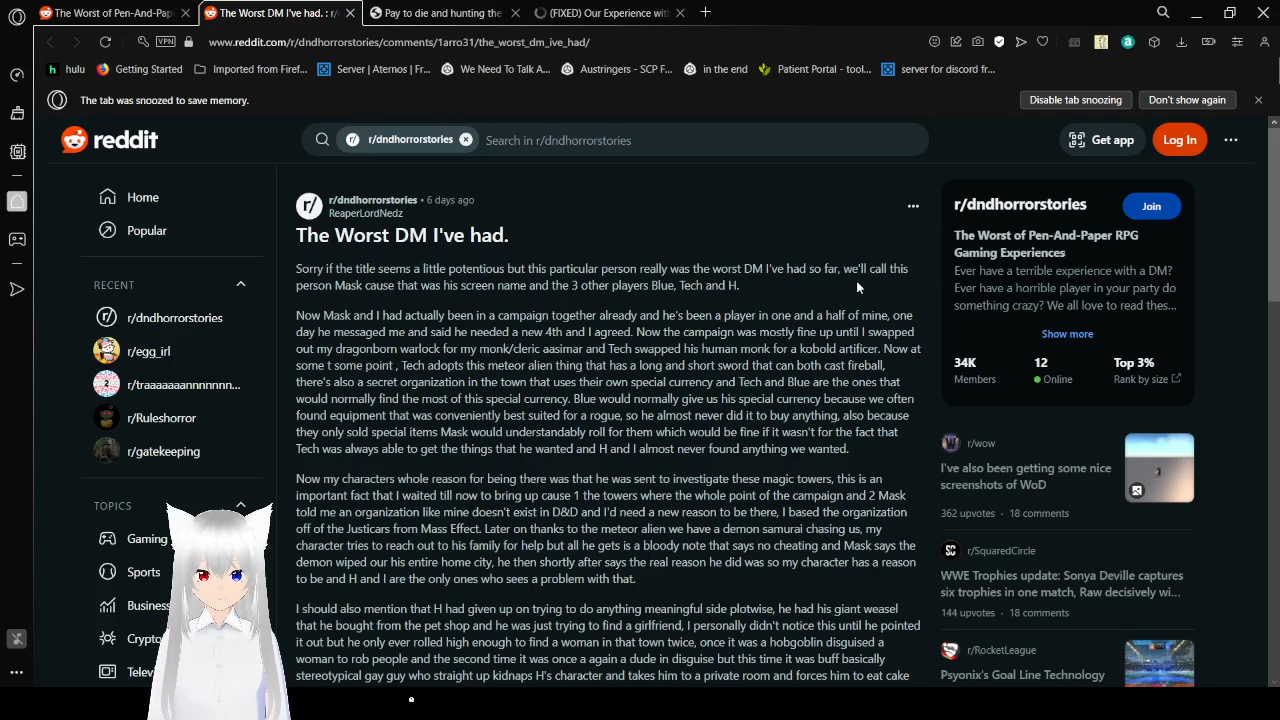 The Worst of Pen-And-Pape
The Worst DM I've had. : r/
Pay to die and hunting the
(FIXED) Our Experience wit
VPN
www.reddit.com/r/dndhorrorstories/comments/1arro31/the_worst_dm_ive_had/
hulu
Getting Started
Imported from Firef...
Server | Aternos | Fr...
We Need To Talk A...
Austringers - SCP F...
in the end
Patient Portal - tool...
server for discord fr...
The tab was snoozed to save memory.
Disable tab snoozing
Don't show again
reddit
r/dndhorrorstories
Search in r/dndhorrorstories
Get app
Log In
Home
Popular
RECENT
r/dndhorrorstories
r/egg_irl
r/traaaaaaannnnnnn...
r/Ruleshorror
r/gatekeeping
TOPICS
Gaming
Sports
Business
Crypto
Telev
r/dndhorrorstories • 6 days ago
ReaperLordNedz
The Worst DM I've had.
Sorry if the title seems a little potentious but this particular person really was the worst DM I've had so far, we'll call this
person Mask cause that was his screen name and the 3 other players Blue, Tech and H.
Now Mask and I had actually been in a campaign together already and he's been a player in one and a half of mine, one
day he messaged me and said he needed a new 4th and I agreed. Now the campaign was mostly fine up until I swapped
out my dragonborn warlock for my monk/cleric aasimar and Tech swapped his human monk for a kobold artificer. Now at
some t some point , Tech adopts this meteor alien thing that has a long and short sword that can both cast fireball,
there's also a secret organization in the town that uses their own special currency and Tech and Blue are the ones that
would normally find the most of this special currency. Blue would normally give us his special currency because we often
found equipment that was conveniently best suited for a rogue, so he almost never did it to buy anything, also because
they only sold special items Mask would understandably roll for them which would be fine if it wasn't for the fact that
Tech was always able to get the things that he wanted and H and I almost never found anything we wanted.
Now my characters whole reason for being there was that he was sent to investigate these magic towers, this is an
important fact that I waited till now to bring up cause 1 the towers where the whole point of the campaign and 2 Mask
told me an organization like mine doesn't exist in D&D and I'd need a new reason to be there, I based the organization
off of the Justicars from Mass Effect. Later on thanks to the meteor alien we have a demon samurai chasing us, my
character tries to reach out to his family for help but all he gets is a bloody note that says no cheating and Mask says the
demon wiped our his entire home city, he then shortly after says the real reason he did was so my character has a reason
to be and H and I are the only ones who sees a problem with that.
I should also mention that H had given up on trying to do anything meaningful side plotwise, he had his giant weasel
that he bought from the pet shop and he was just trying to find a girlfriend, I personally didn't notice this until he pointed
it out but he only ever rolled high enough to find a woman in that town twice, once it was a hobgoblin disguised a
woman to rob people and the second time it was once a again a dude in disguise but this time it was buff basically
stereotypical gay guy who straight up kidnaps H's character and takes him to a private room and forces him to eat cake
r/dndhorrorstories
Join
The Worst of Pen-And-Paper RPG
Gaming Experiences
Ever have a terrible experience with a DM?
Ever have a horrible player in your party do
something crazy? We all love to read thes...
Show more
34K
Members
12
Online
Top 3%
Rank by size
r/wow
I've also been getting some nice
screenshots of WoD
362 upvotes · 18 comments
r/SquaredCircle
WWE Trophies update: Sonya Deville captures
six trophies in one match, Raw decisively wi...
144 upvotes · 18 comments
r/RocketLeague
Psyonix's Goal Line Technology